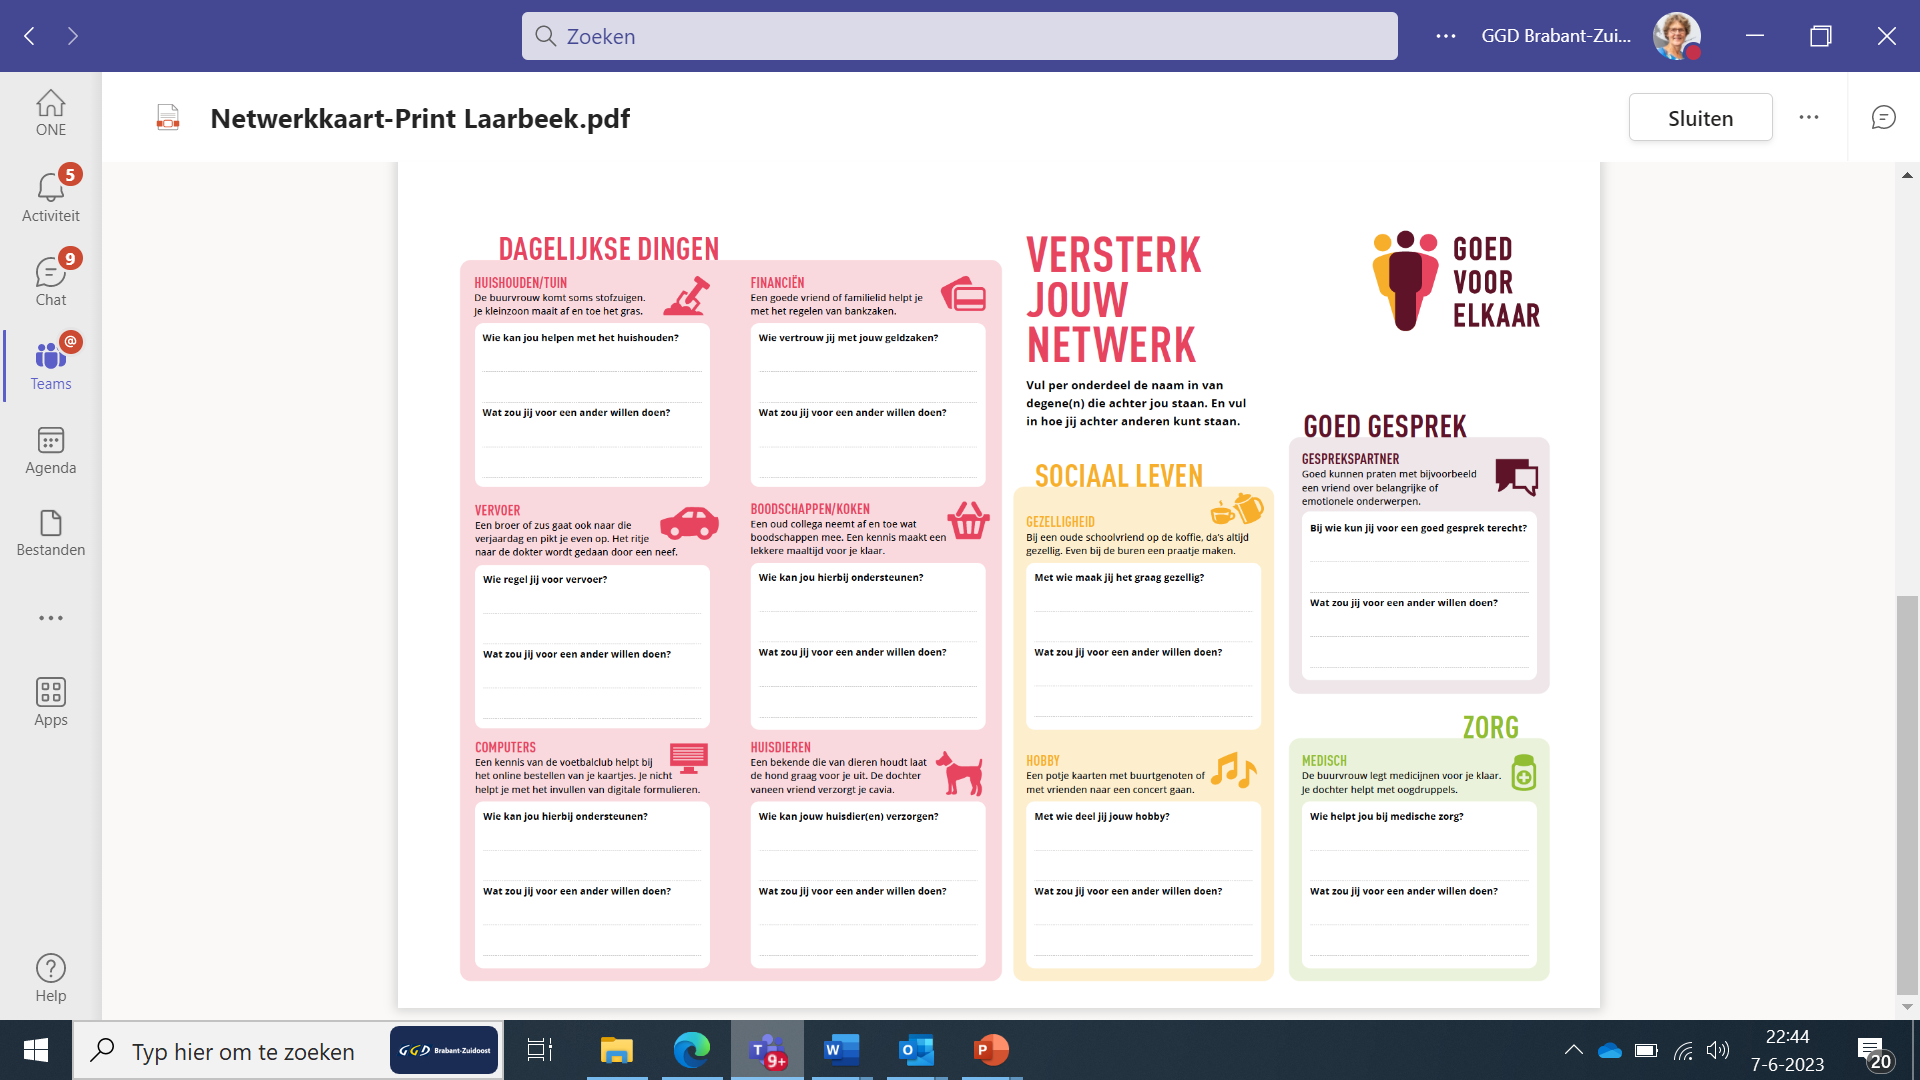 Zoeken
GGD Brabant-Zui...
ONE
5
Activiteit
9
Chat
@
Teams
Agenda
Bestanden
Apps
Help
Netwerkkaart-Print Laarbeek.pdf
Sluiten
DAGELIJKSE DINGEN
HUISHOUDEN/TUIN
De buurvrouw komt soms stofzuigen.
Je kleinzoon maait af en toe het gras.
Wie kan jou helpen met het huishouden?
Wat zou jij voor een ander willen doen?
FINANCIËN
Een goede vriend of familielid helpt je
met het regelen van bankzaken.
Wie vertrouw jij met jouw geldzaken?
Wat zou jij voor een ander willen doen?
VERVOER
Een broer of zus gaat ook naar die
verjaardag en pikt je even op. Het ritje
naar de dokter wordt gedaan door een neef.
Wie regel jij voor vervoer?
Wat zou jij voor een ander willen doen?
BOODSCHAPPEN/KOKEN
Een oud collega neemt af en toe wat
boodschappen mee. Een kennis maakt een
lekkere maaltijd voor je klaar.
Wie kan jou hierbij ondersteunen?
Wat zou jij voor een ander willen doen?
COMPUTERS
Een kennis van de voetbalclub helpt bij
het online bestellen van je kaartjes. Je nicht
helpt je met het invullen van digitale formulieren.
Wie kan jou hierbij ondersteunen?
Wat zou jij voor een ander willen doen?
HUISDIEREN
Een bekende die van dieren houdt laat
de hond graag voor je uit. De dochter
vaneen vriend verzorgt je cavia.
Wie kan jouw huisdier(en) verzorgen?
Wat zou jij voor een ander willen doen?
VERSTERK
JOUW
NETWERK
Vul per onderdeel de naam in van
degene(n) die achter jou staan. En vul
in hoe jij achter anderen kunt staan.
SOCIAAL LEVEN
GEZELLIGHEID
Bij een oude schoolvriend op de koffie, da's altijd
gezellig. Even bij de buren een praatje maken.
Met wie maak jij het graag gezellig?
Wat zou jij voor een ander willen doen?
HOBBY
Een potje kaarten met buurtgenoten of
met vrienden naar een concert gaan.
Met wie deel jij jouw hobby?
Wat zou jij voor een ander willen doen?
GOED
VOOR
ELKAAR
GOED GESPREK
GESPREKSPARTNER
Goed kunnen praten met bijvoorbeeld
een vriend over belangrijke of
emotionele onderwerpen.
Bij wie kun jij voor een goed gesprek terecht?
Wat zou jij voor een ander willen doen?
ZORG
MEDISCH
De buurvrouw legt medicijnen voor je klaar.
Je dochter helpt met oogdruppels.
Wie helpt jou bij medische zorg?
Wat zou jij voor een ander willen doen?
Typ hier om te zoeken
GGD Brabant-Zuidoost
T
9+
W
O
P
22:44
7-6-2023
20